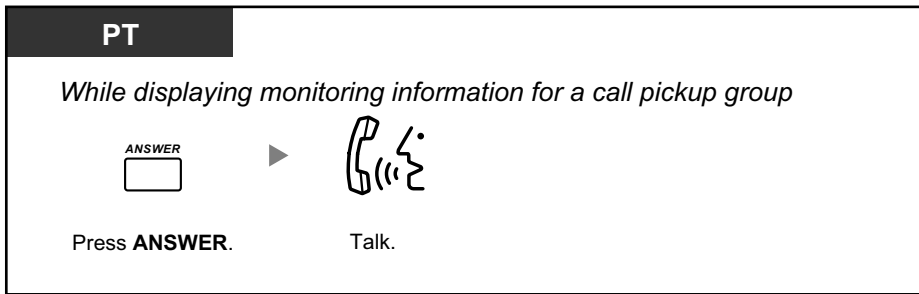 PT
While displaying monitoring information for a call pickup group
ANSWER
Press ANSWER.
Talk.